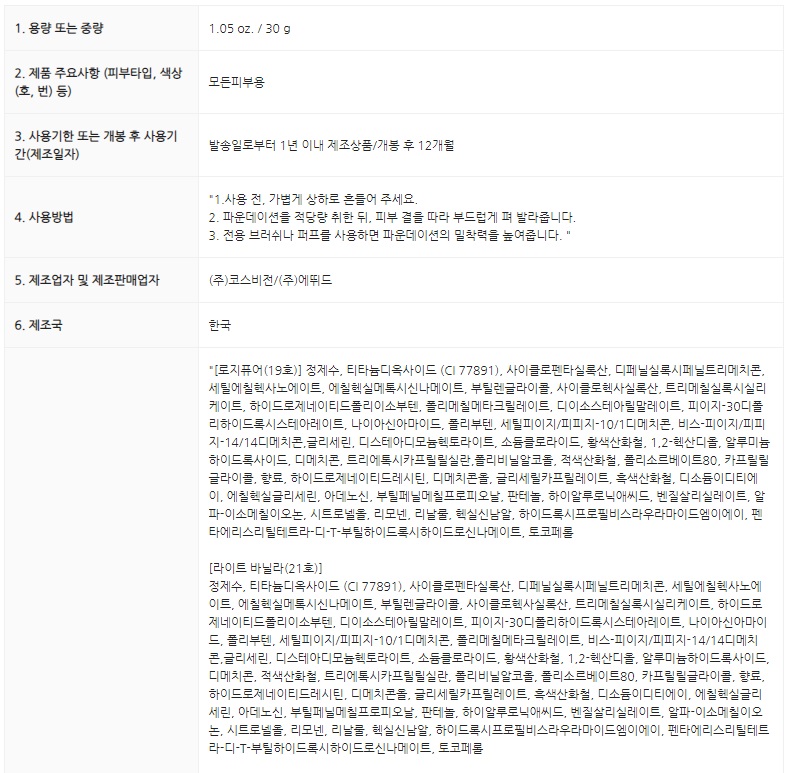 1. 용량 또는 중량
1.05 oz. / 30 g
2. 제품 주요사항 (피부타입, 색상
(호, 번) 등)
모든피부용
3. 사용기한 또는 개봉 후 사용기
간(제조일자)
발송일로부터 1년 이내 제조상품/개봉 후 12개월
4. 사용방법
"1.사용 전, 가볍게 상하로 흔들어 주세요.
2. 파운데이션을 적당량 취한 뒤, 피부 결을 따라 부드럽게 펴 발라줍니다.
3. 전용 브러쉬나 퍼프를 사용하면 파운데이션의 밀착력을 높여줍니다. "
5. 제조업자 및 제조판매업자
(주)코스비전/(주)에뛰드
6. 제조국
한국
"[로지퓨어(19호)] 정제수, 티타늄디옥사이드 (CI 77891), 사이클로펜타실록산, 디페닐실록시페닐트리메치콘,
세틸에칠헥사노에이트, 에칠헥실메톡시신나메이트, 부틸렌글라이콜, 사이클로헥사실록산, 트리메칠실록시실리
케이트, 하이드로제네이티드폴리이소부텐, 폴리메칠메타크릴레이트, 디이소스테아릴말레이트, 피이지-30디폴
리하이드록시스테아레이트, 나이아신아마이드, 폴리부텐, 세틸피이지/피피지-10/1디메치콘, 비스-피이지/피피
지-14/14디메치콘,글리세린, 디스테아디모늄헥토라이트, 소듐클로라이드, 황색산화철, 1,2-헥산디올, 알루미늄
하이드록사이드, 디메치콘, 트리에톡시카프릴릴실란,폴리비닐알코올, 적색산화철, 폴리소르베이트80, 카프릴릴
글라이콜, 향료, 하이드로제네이티드레시틴, 디메치콘올, 글리세릴카프릴레이트, 흑색산화철, 디소듐이디티에
이, 에칠헥실글리세린, 아데노신, 부틸페닐메칠프로피오날, 판테놀, 하이알루로닉애씨드, 벤질살리실레이트, 알
파-이소메칠이오논, 시트로넬올, 리모넨, 리날룰, 헥실신남알, 하이드록시프로필비스라우라마이드엠이에이, 펜
타에리스리틸테트라-디-T-부틸하이드록시하이드로신나메이트, 토코페롤
[라이트 바닐라(21호)]
정제수, 티타늄디옥사이드 (CI 77891), 사이클로펜타실록산, 디페닐실록시페닐트리메치콘, 세틸에칠헥사노에
이트, 에칠헥실메톡시신나메이트, 부틸렌글라이콜, 사이클로헥사실록산, 트리메칠실록시실리케이트, 하이드로
제네이티드폴리이소부텐, 디이소스테아릴말레이트, 피이지-30디폴리하이드록시스테아레이트, 나이아신아마이
드, 폴리부텐, 세틸피이지/피피지-10/1디메치콘, 폴리메칠메타크릴레이트, 비스-피이지/피피지-14/14디메치
콘,글리세린, 디스테아디모늄헥토라이트, 소듐클로라이드, 황색산화철, 1,2-헥산디올, 알루미늄하이드록사이드,
디메치콘, 적색산화철, 트리에톡시카프릴릴실란, 폴리비닐알코올, 폴리소르베이트80, 카프릴릴글라이콜, 향료,
하이드로제네이티드레시틴, 디메치콘올, 글리세릴카프릴레이트, 흑색산화철, 디소듐이디티에이, 에칠헥실글리
세린, 아데노신, 부틸페닐메칠프로피오날, 판테놀, 하이알루로닉애씨드, 벤질살리실레이트, 알파-이소메칠이오
논, 시트로넬올, 리모넨, 리날룰, 헥실신남알, 하이드록시프로필비스라우라마이드엠이에이, 펜타에리스리틸테트
라-디-T-부틸하이드록시하이드로신나메이트, 토코페롤